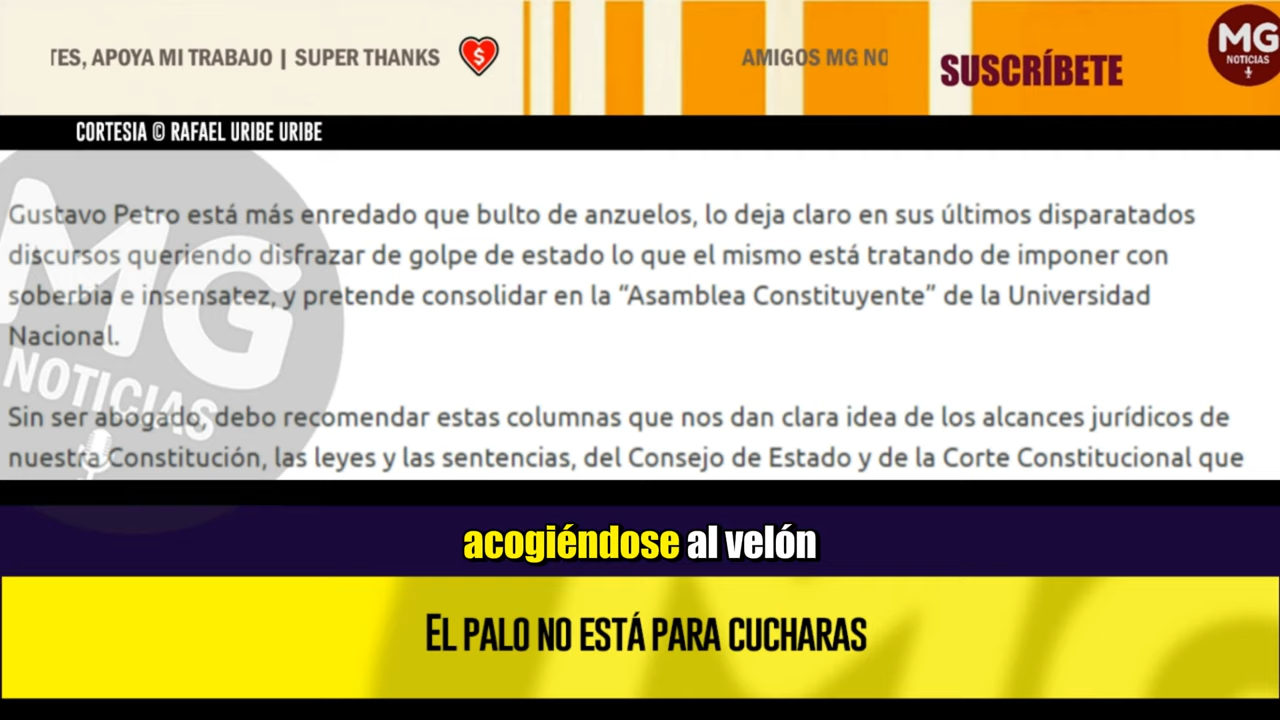 TES, APOYA MI TRABAJO | SUPER THANKS
AMIGOS MG NO
SUSCRÍBETE
MG
NOTICIAS
CORTESIA © RAFAEL URIBE URIBE
Gustavo Petro está más enredado que bulto de anzuelos, lo deja claro en sus últimos disparatados
discursos queriendo disfrazar de golpe de estado lo que el mismo está tratando de imponer con
soberbia e insensatez, y pretende consolidar en la “Asamblea Constituyente” de la Universidad
Nacional.
Sin ser abogado, debo recomendar estas columnas que nos dan clara idea de los alcances jurídicos de
nuestra Constitución, las leyes y las sentencias, del Consejo de Estado y de la Corte Constitucional que
MG
NOTICIAS
acogiéndose al velón
EL PALO NO ESTÁ PARA CUCHARAS